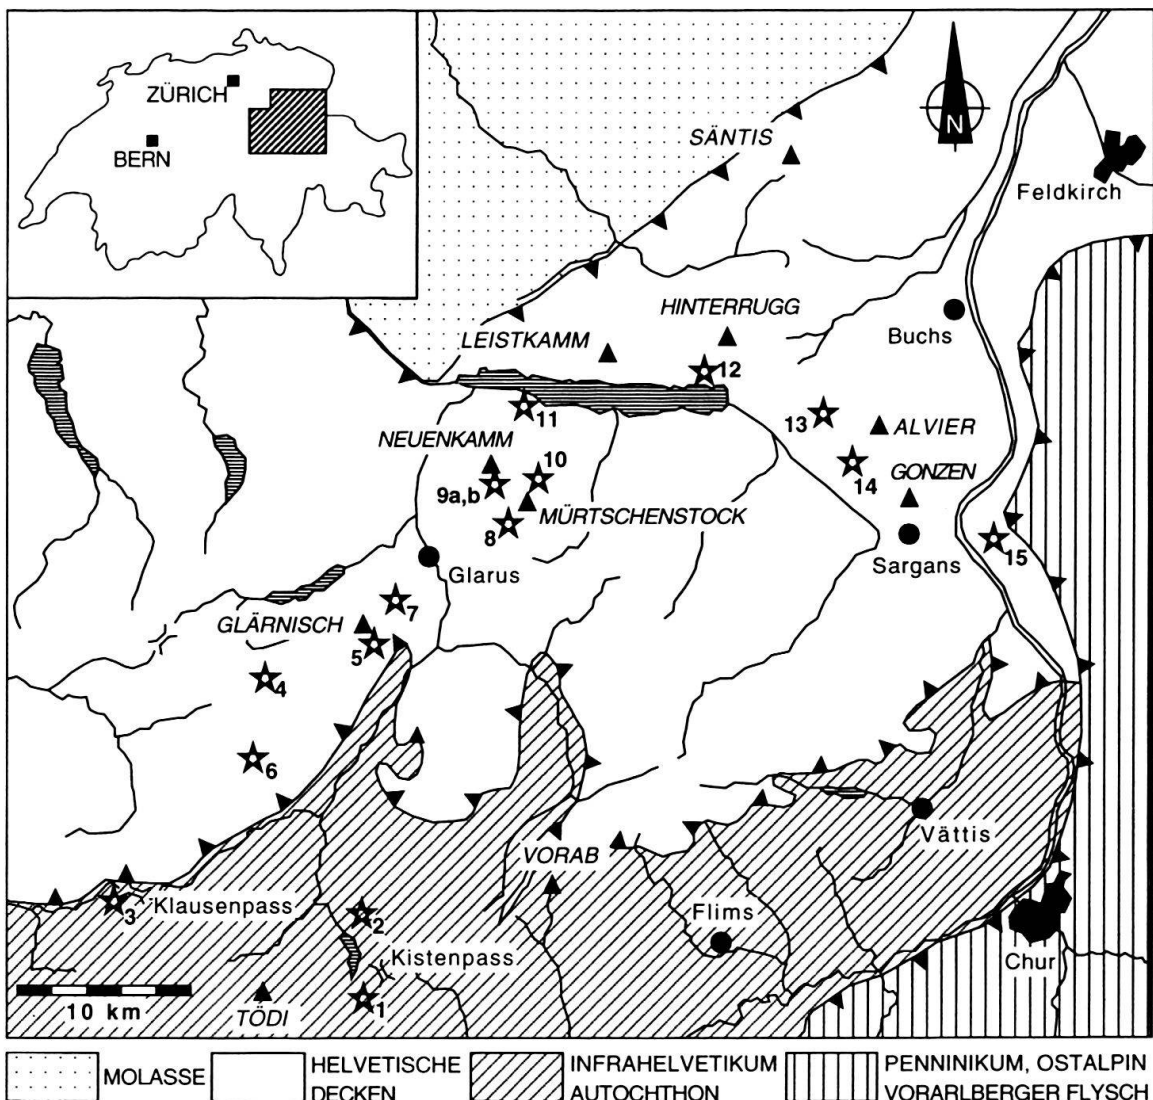 ZÜRICH
BERN
SÄNTIS
N
Feldkirch
HINTERRUGG
LEISTKAMM
Buchs
12
11
13
ALVIER
NEUENKAMM
10
14
GONZEN
9a,b
MÜRTSCHENSTOCK
8
15
Glarus
Sargans
7
GLÄRNISCH
5
4
6
VORAB
Vättis
3
Klausenpass
2
Flims
Kistenpass
Chur
10 km
TÖDI
1
MOLASSE
HELVETISCHE
DECKEN
INFRAHELVETIKUM
AUTOCHTHON
PENNINIKUM, OSTALPIN
VORARLBERGER FLYSCH